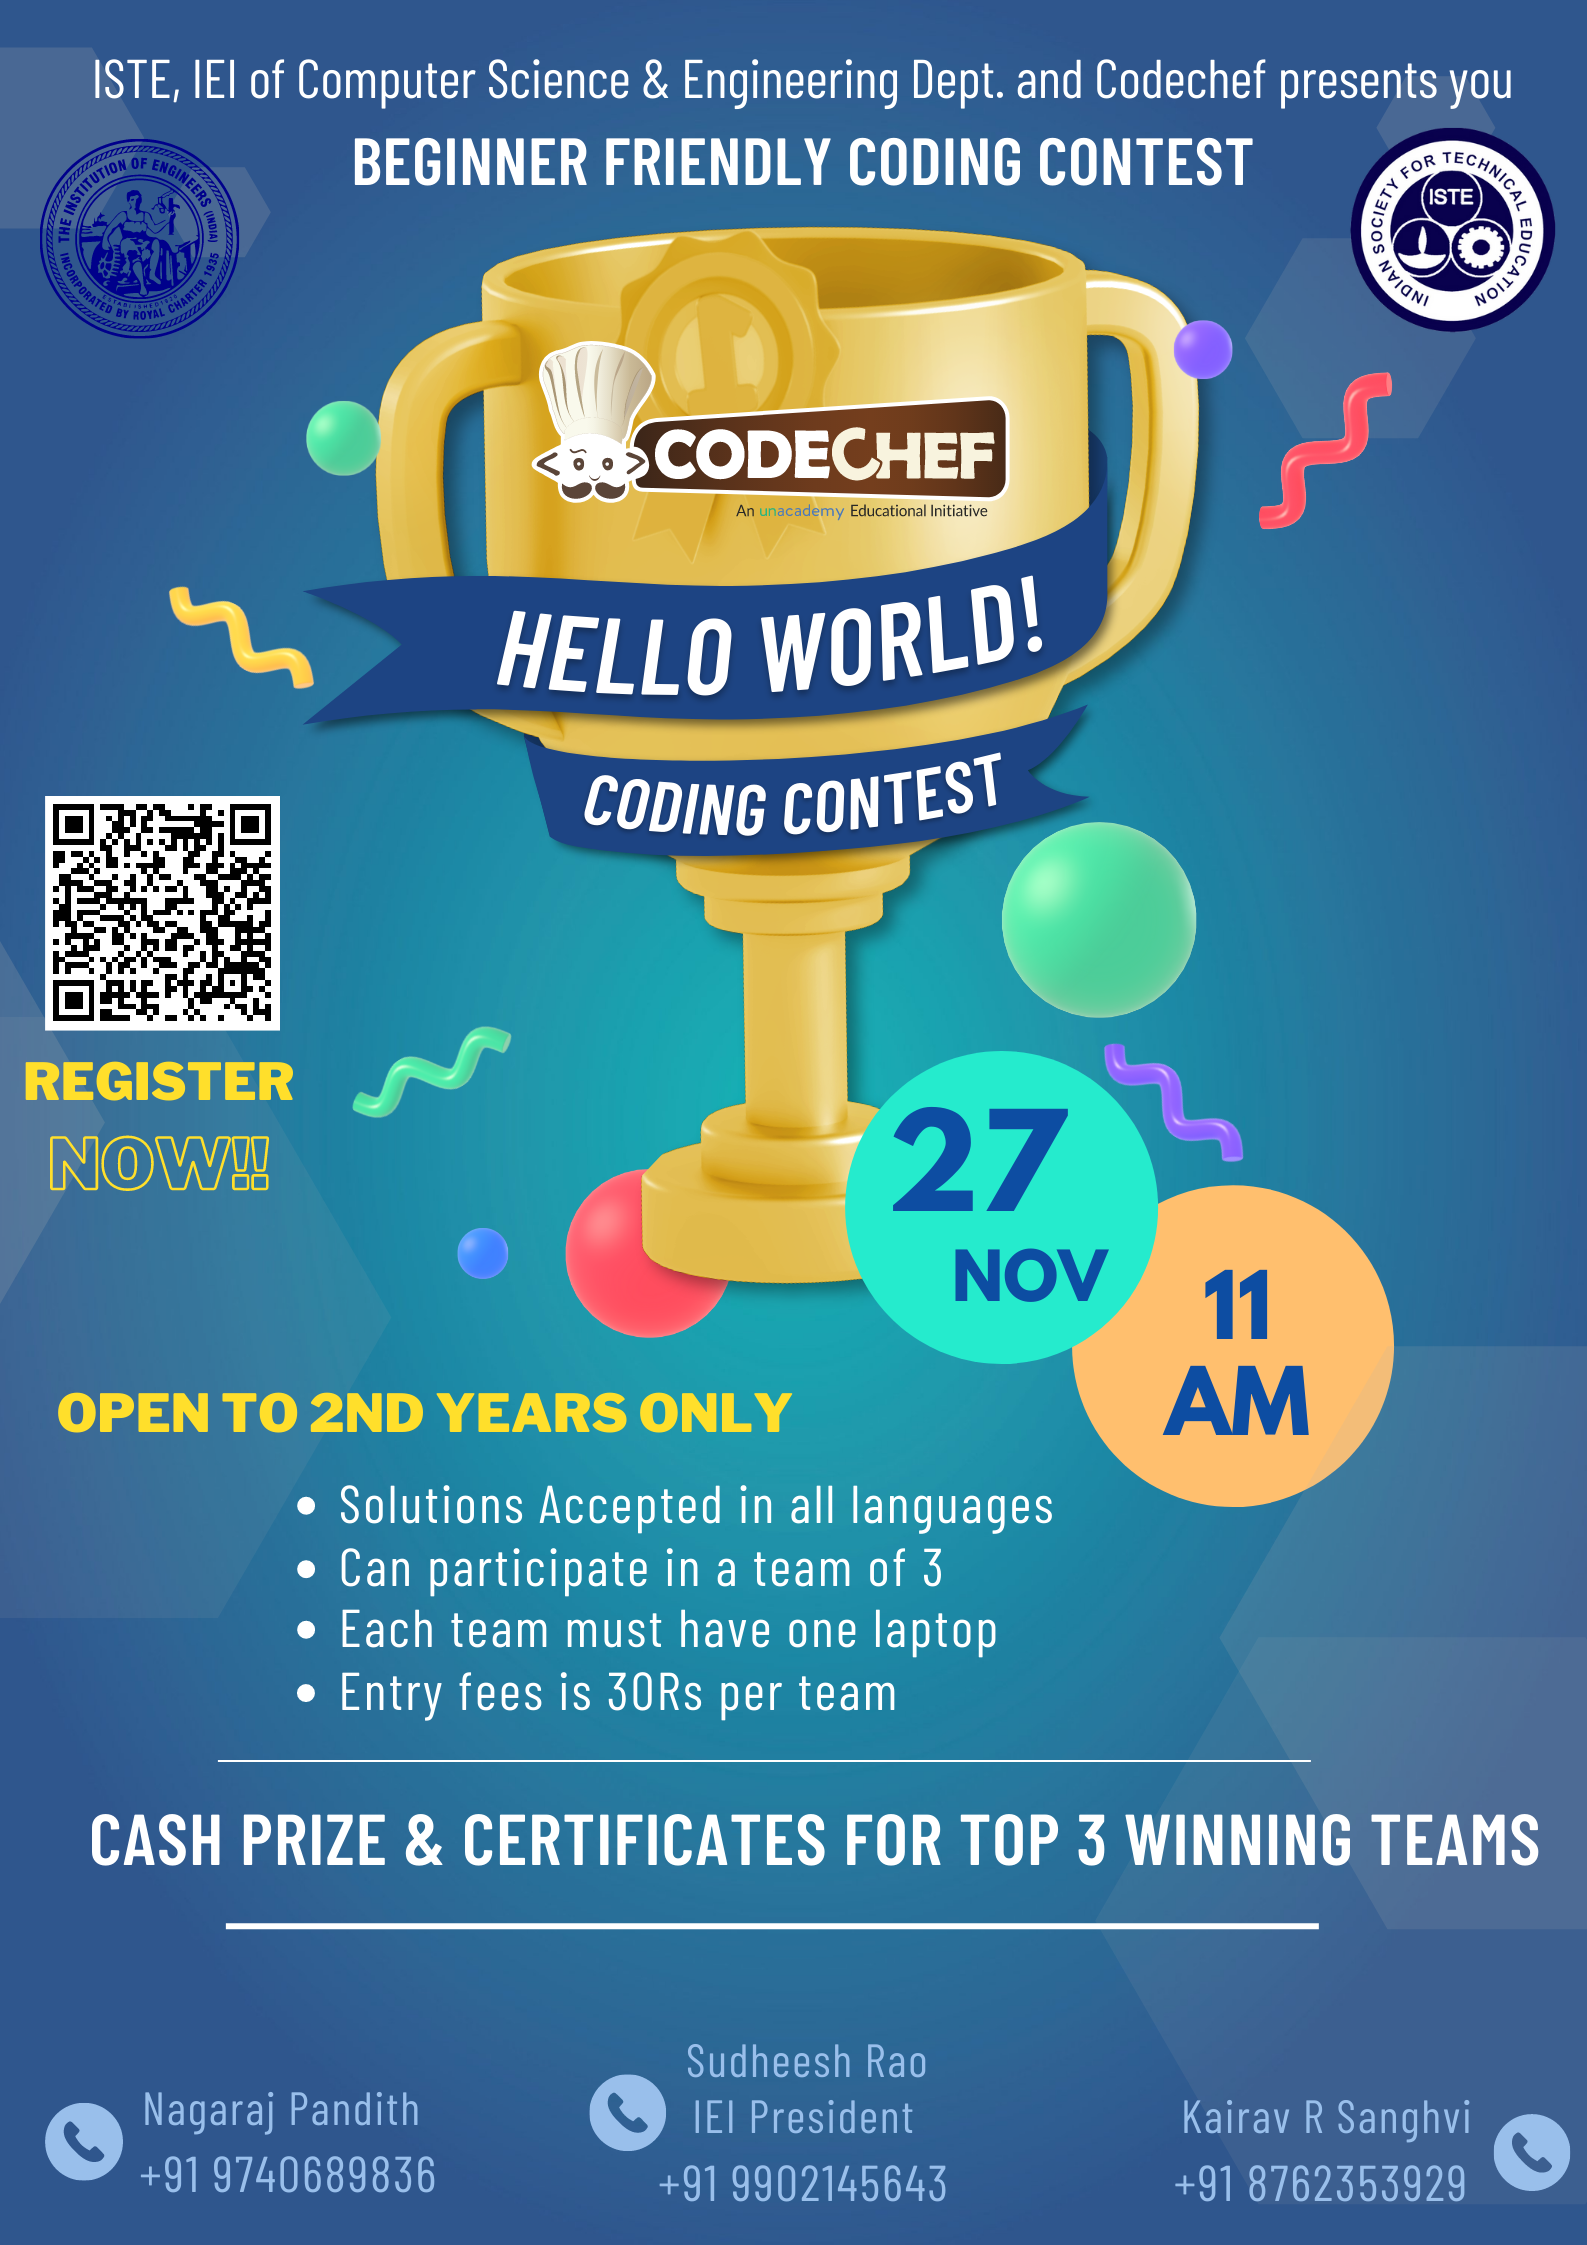 ISTE, IEI of Computer Science & Engineering Dept. and Codechef presents you
BEGINNER FRIENDLY CODING CONTEST
THE INSTITUTION OF ENGINEERS (INDIA)
ESTABLISHED 1920
INCORPORATED BY ROYAL CHARTER 1935
INDIAN SOCIETY FOR TECHNICAL EDUCATION
ISTE
CODECHEF
An unacademy Educational Initiative
HELLO WORLD!
CODING CONTEST
REGISTER
NOW!!
27
NOV
11
AM
OPEN TO 2ND YEARS ONLY
• Solutions Accepted in all languages
• Can participate in a team of 3
• Each team must have one laptop
• Entry fees is 30Rs per team
CASH PRIZE & CERTIFICATES FOR TOP 3 WINNING TEAMS
Nagaraj Pandith
+91 9740689836
Sudheesh Rao
IEI President
+91 9902145643
Kairav R Sanghvi
+91 8762353929